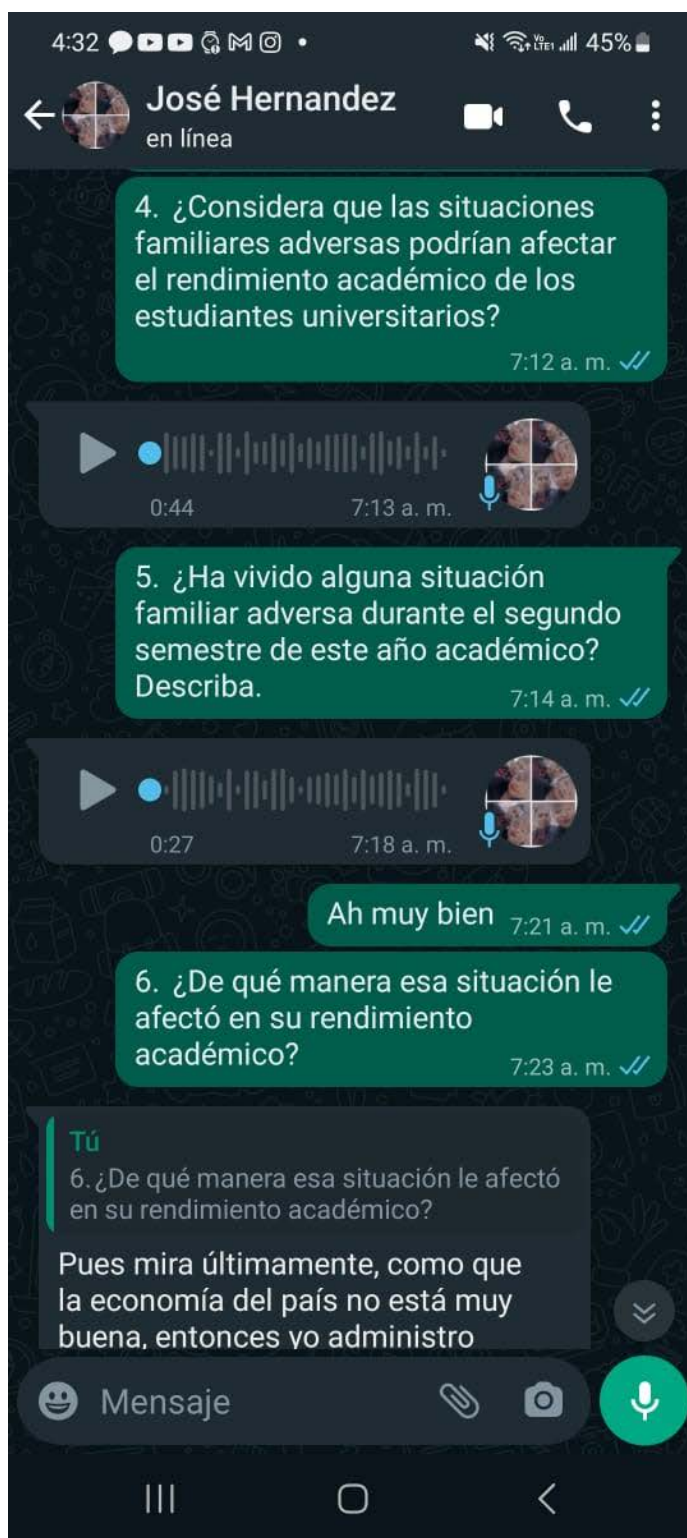 4:32
45%
José Hernandez
en línea
4. ¿Considera que las situaciones
familiares adversas podrían afectar
el rendimiento académico de los
estudiantes universitarios?
7:12 a. m.
0:44 7:13 a. m.
5. ¿Ha vivido alguna situación
familiar adversa durante el segundo
semestre de este año académico?
Describa.
7:14 a. m.
0:27 7:18 a. m.
Ah muy bien 7:21 a. m.
6. ¿De qué manera esa situación le
afectó en su rendimiento
académico?
7:23 a. m.
Tú
6.¿De qué manera esa situación le afectó
en su rendimiento académico?
Pues mira últimamente, como que
la economía del país no está muy
buena, entonces yo administro
Mensaje